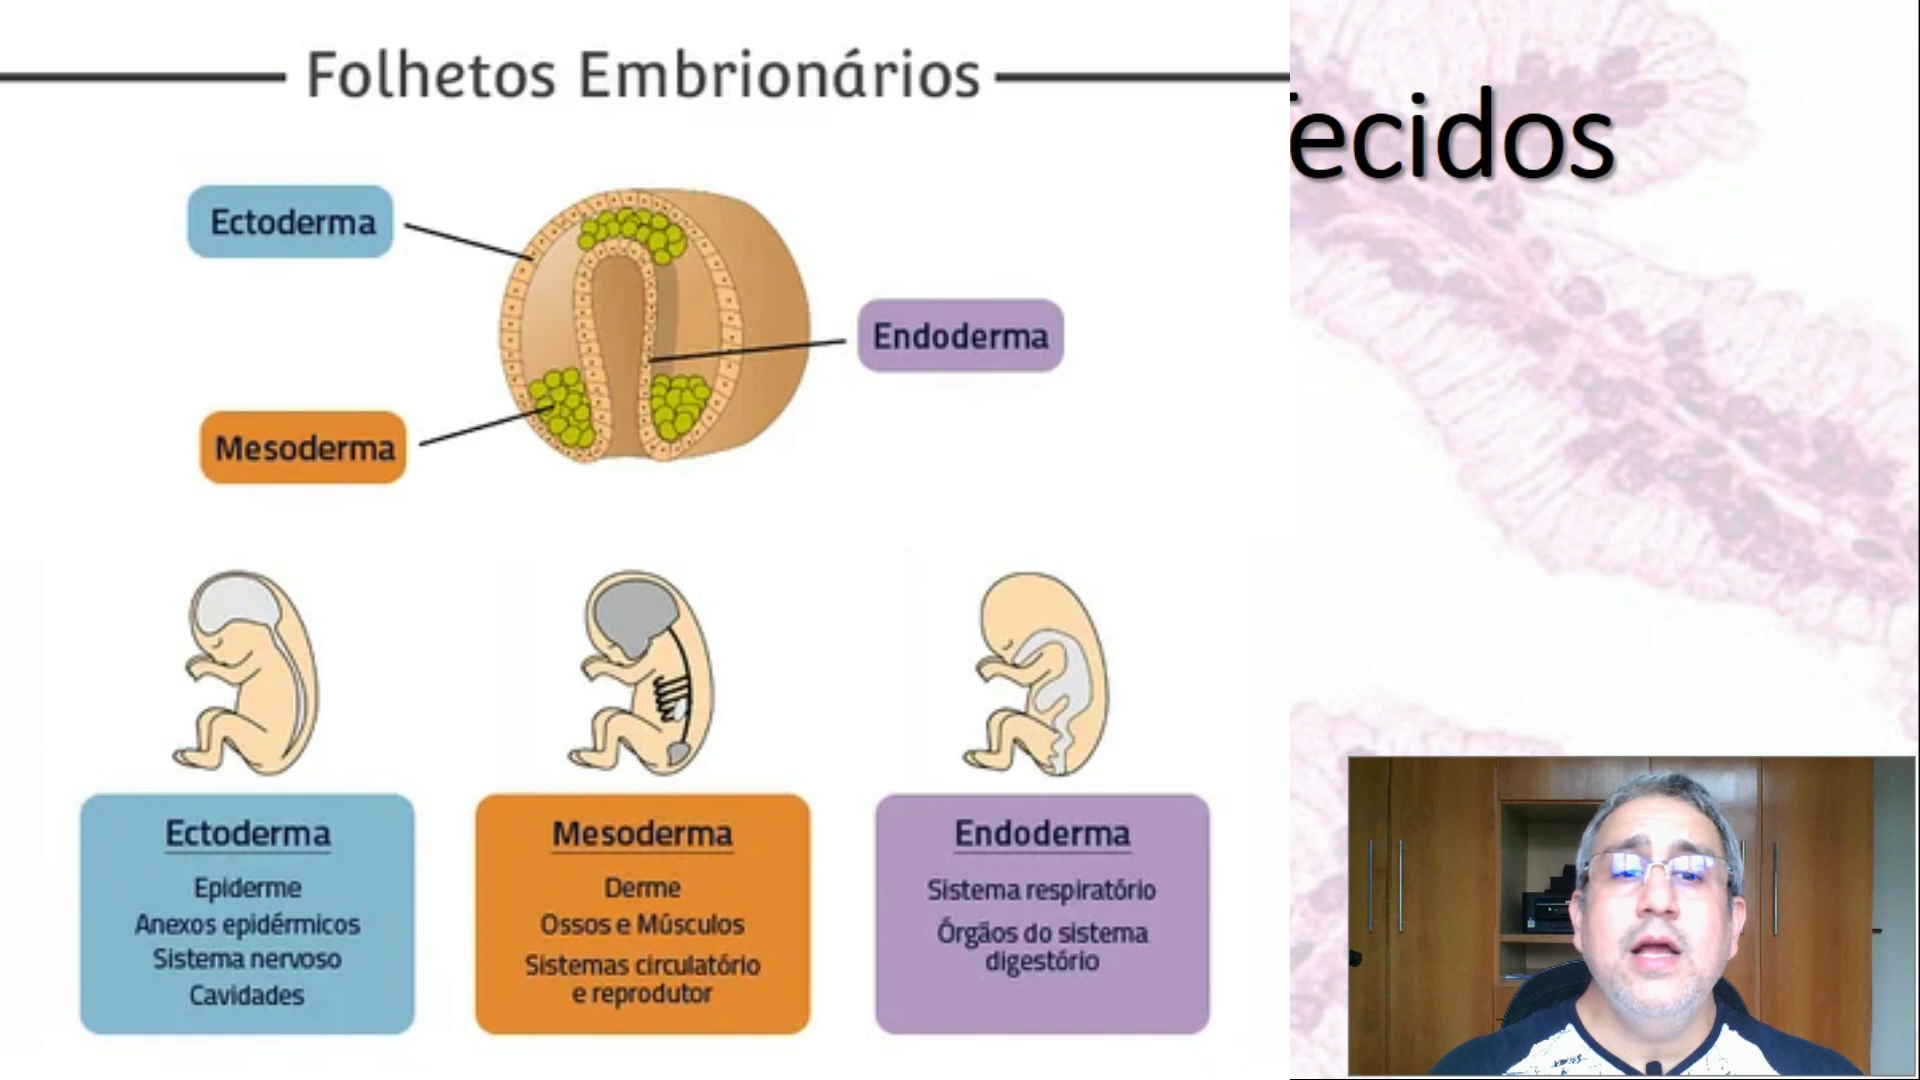 Folhetos Embrionários
Tecidos
Ectoderma
Endoderma
Mesoderma
Ectoderma
Epiderme
Anexos epidérmicos
Sistema nervoso
Cavidades
Mesoderma
Derme
Ossos e Músculos
Sistemas circulatório
e reprodutor
Endoderma
Sistema respiratório
Órgãos do sistema
digestório